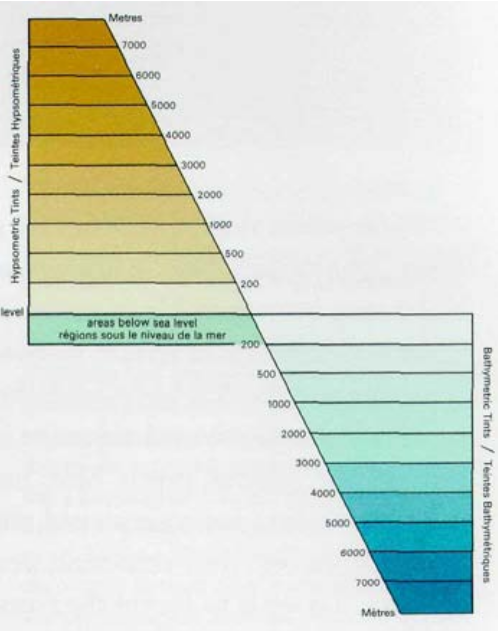 Metres
7000
6000
5000
4000
3000
2000
1000
500
200
Hypsometric Tints / Teintes Hypsométriques
level
areas below sea level
régions sous le niveau de la mer
200
500
1000
2000
3000
4000
5000
6000
7000
Mètres
Bathymetric Tints / Teintes Bathymétriques